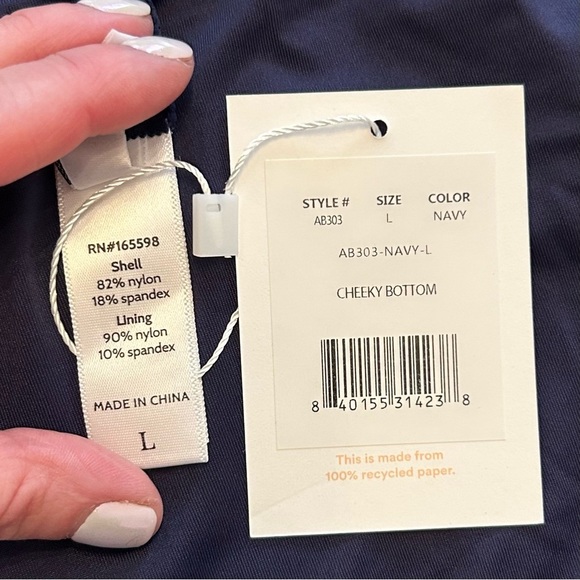 RN#165598
Shell
82% nylon
18% spandex
Lining
90% nylon
10% spandex
MADE IN CHINA
L
STYLE # SIZE COLOR
AB303 L NAVY
AB303-NAVY-L
CHEEKY BOTTOM
8 40155 31423 8
This is made from
100% recycled paper.